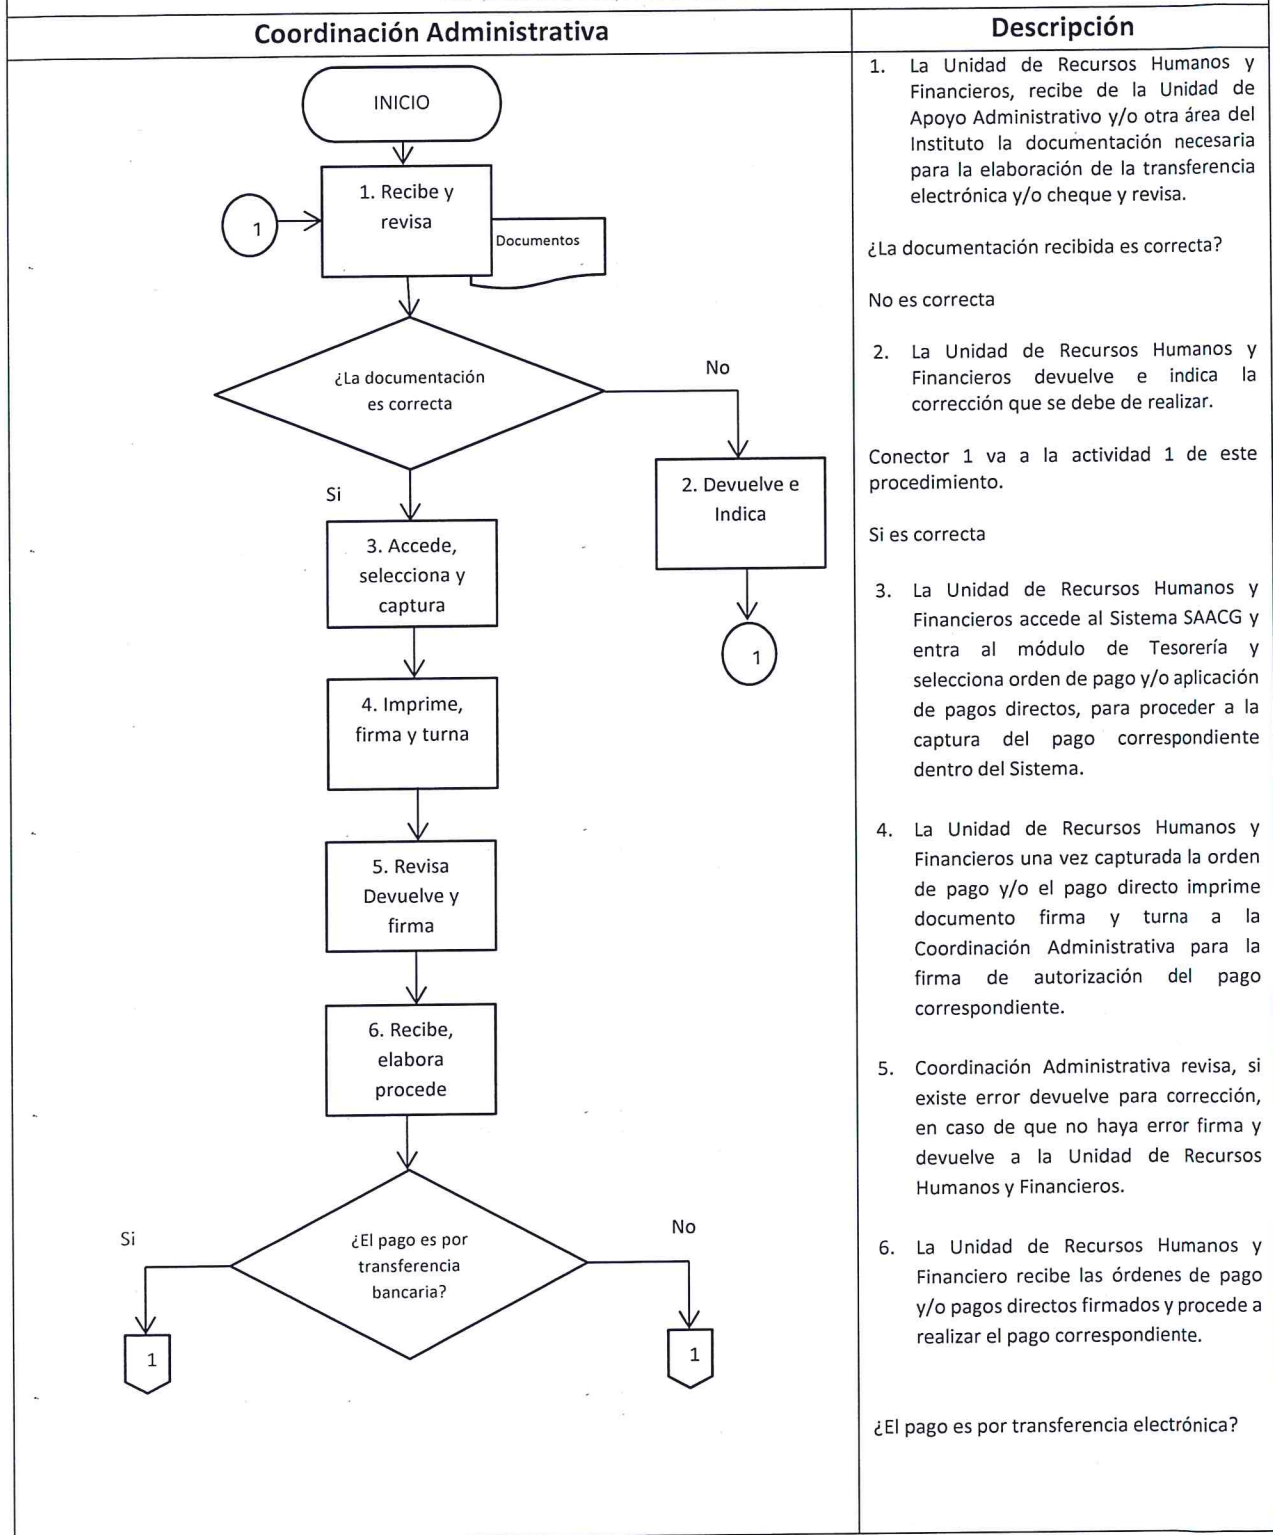 Coordinación Administrativa
Descripción
INICIO
1. Recibe y
revisa
1
Documentos
¿La documentación
es correcta
No
Si
2. Devuelve e
Indica
1
3. Accede,
selecciona y
captura
4. Imprime,
firma y turna
5. Revisa
Devuelve y
firma
6. Recibe,
elabora
procede
¿El pago es por
transferencia
bancaria?
Si
No
1
1
1. La Unidad de Recursos Humanos y
Financieros, recibe de la Unidad de
Apoyo Administrativo y/o otra área del
Instituto la documentación necesaria
para la elaboración de la transferencia
electrónica y/o cheque y revisa.
¿La documentación recibida es correcta?
No es correcta
2. La Unidad de Recursos Humanos y
Financieros devuelve e indica la
corrección que se debe de realizar.
Conector 1 va a la actividad 1 de este
procedimiento.
Si es correcta
3. La Unidad de Recursos Humanos y
Financieros accede al Sistema SAACG y
entra al módulo de Tesorería y
selecciona orden de pago y/o aplicación
de pagos directos, para proceder a la
captura del pago correspondiente
dentro del Sistema.
4. La Unidad de Recursos Humanos y
Financieros una vez capturada la orden
de pago y/o el pago directo imprime
documento firma y turna a la
Coordinación Administrativa para la
firma de autorización del pago
correspondiente.
5. Coordinación Administrativa revisa, si
existe error devuelve para corrección,
en caso de que no haya error firma y
devuelve a la Unidad de Recursos
Humanos y Financieros.
6. La Unidad de Recursos Humanos y
Financiero recibe las órdenes de pago
y/o pagos directos firmados y procede a
realizar el pago correspondiente.
¿El pago es por transferencia electrónica?